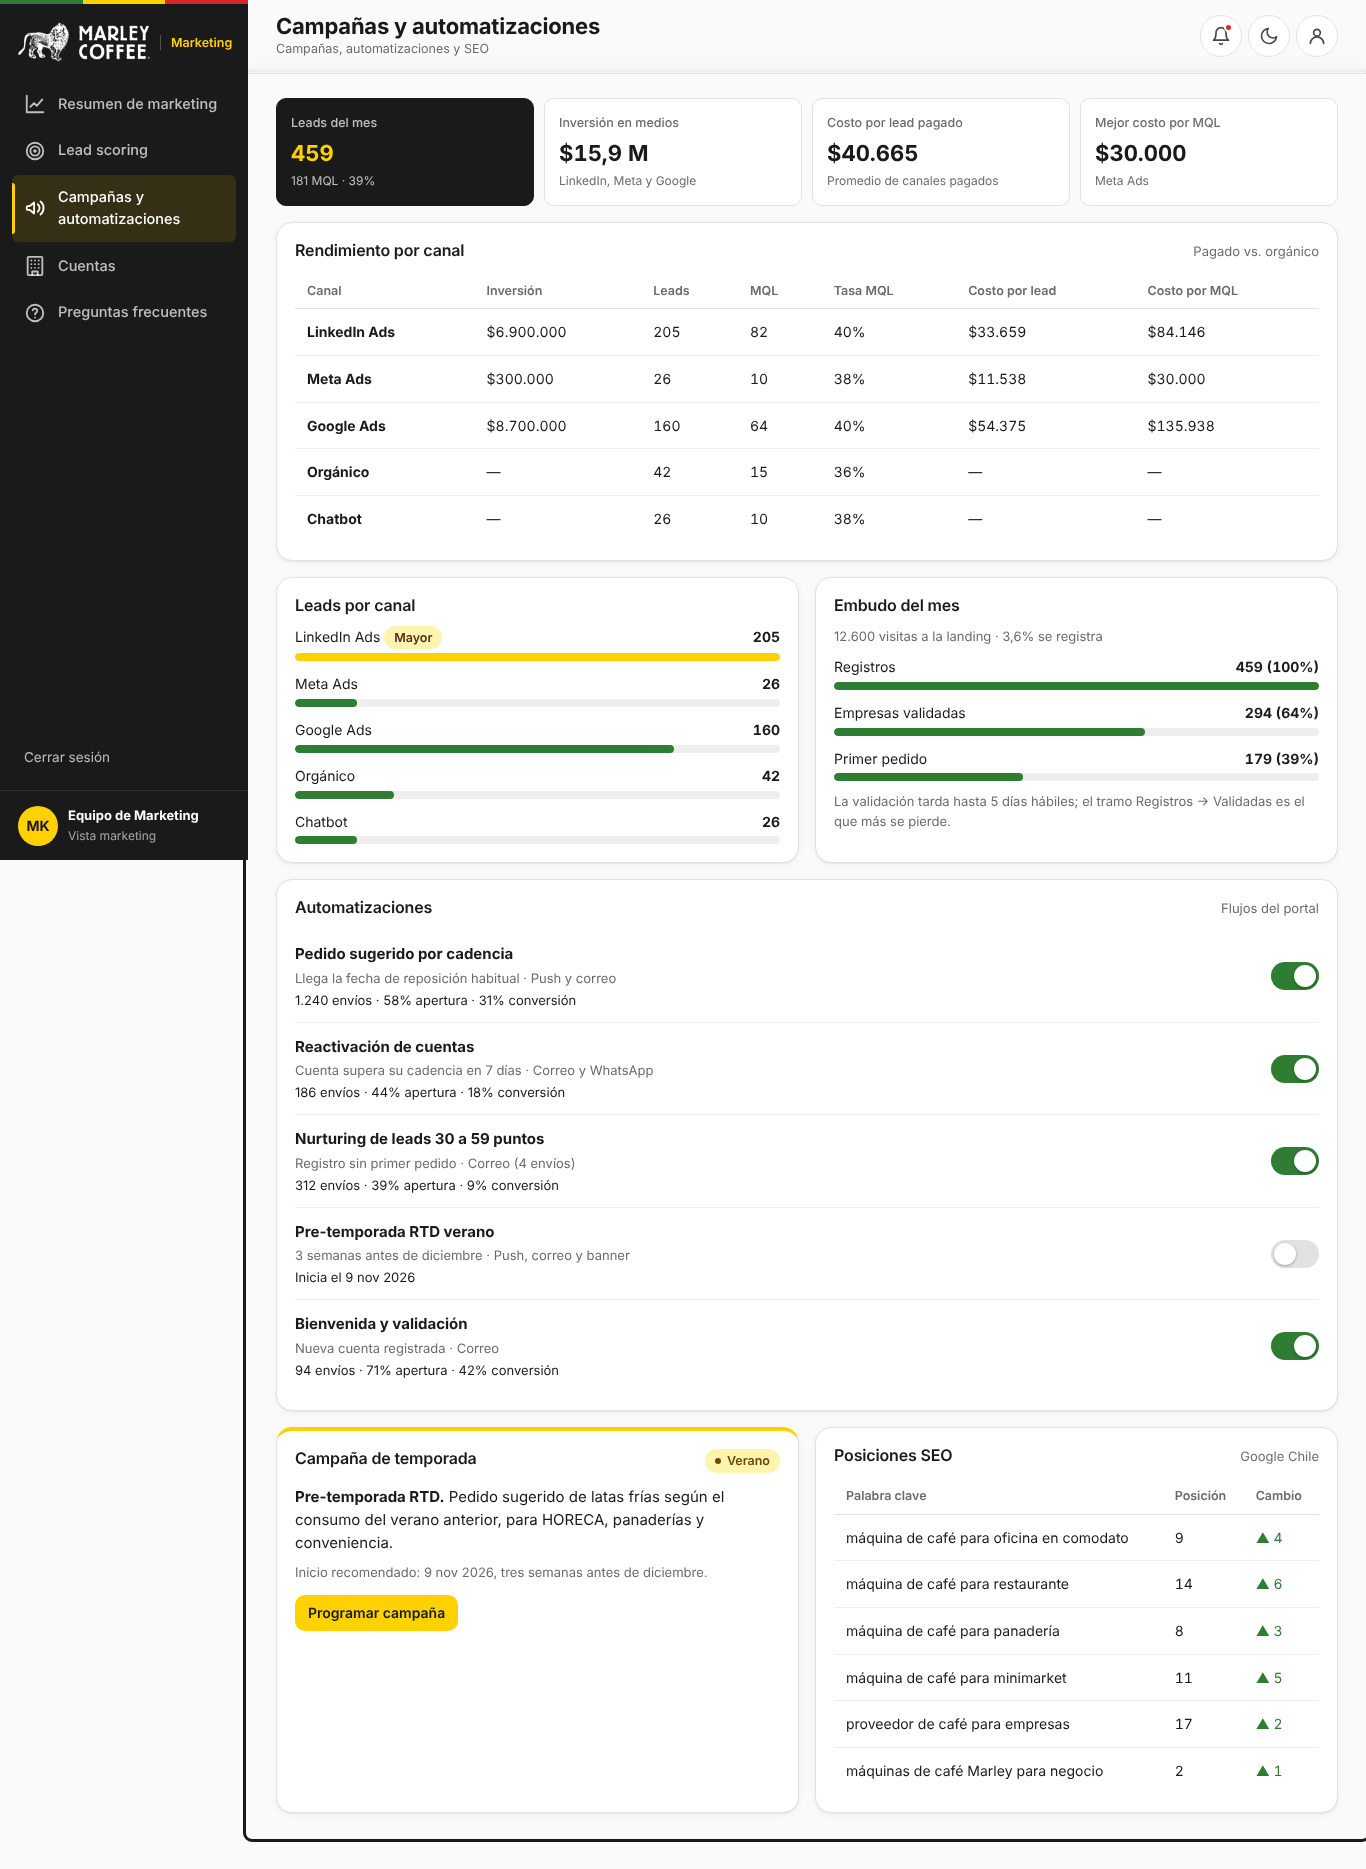 MARLEY
COFFEE
Marketing
Resumen de marketing
Lead scoring
Campañas y
automatizaciones
Cuentas
Preguntas frecuentes
Cerrar sesión
MK
Equipo de Marketing
Vista marketing
Campañas y automatizaciones
Campañas, automatizaciones y SEO
Leads del mes
459
181 MQL · 39%
Inversión en medios
$15,9 M
LinkedIn, Meta y Google
Costo por lead pagado
$40.665
Promedio de canales pagados
Mejor costo por MQL
$30.000
Meta Ads
Rendimiento por canal
Pagado vs. orgánico
Canal Inversión Leads MQL Tasa MQL Costo por lead Costo por MQL
LinkedIn Ads $6.900.000 205 82 40% $33.659 $84.146
Meta Ads $300.000 26 10 38% $11.538 $30.000
Google Ads $8.700.000 160 64 40% $54.375 $135.938
Orgánico — 42 15 36% — —
Chatbot — 26 10 38% — —
Leads por canal
LinkedIn Ads Mayor 205
Meta Ads 26
Google Ads 160
Orgánico 42
Chatbot 26
Embudo del mes
12.600 visitas a la landing · 3,6% se registra
Registros 459 (100%)
Empresas validadas 294 (64%)
Primer pedido 179 (39%)
La validación tarda hasta 5 días hábiles; el tramo Registros → Validadas es el
que más se pierde.
Automatizaciones
Flujos del portal
Pedido sugerido por cadencia
Llega la fecha de reposición habitual · Push y correo
1.240 envíos · 58% apertura · 31% conversión
Reactivación de cuentas
Cuenta supera su cadencia en 7 días · Correo y WhatsApp
186 envíos · 44% apertura · 18% conversión
Nurturing de leads 30 a 59 puntos
Registro sin primer pedido · Correo (4 envíos)
312 envíos · 39% apertura · 9% conversión
Pre-temporada RTD verano
3 semanas antes de diciembre · Push, correo y banner
Inicia el 9 nov 2026
Bienvenida y validación
Nueva cuenta registrada · Correo
94 envíos · 71% apertura · 42% conversión
Campaña de temporada
Verano
Pre-temporada RTD. Pedido sugerido de latas frías según el
consumo del verano anterior, para HORECA, panaderías y
conveniencia.
Inicio recomendado: 9 nov 2026, tres semanas antes de diciembre.
Programar campaña
Posiciones SEO
Google Chile
Palabra clave Posición Cambio
máquina de café para oficina en comodato 9 ▲ 4
máquina de café para restaurante 14 ▲ 6
máquina de café para panadería 8 ▲ 3
máquina de café para minimarket 11 ▲ 5
proveedor de café para empresas 17 ▲ 2
máquinas de café Marley para negocio 2 ▲ 1